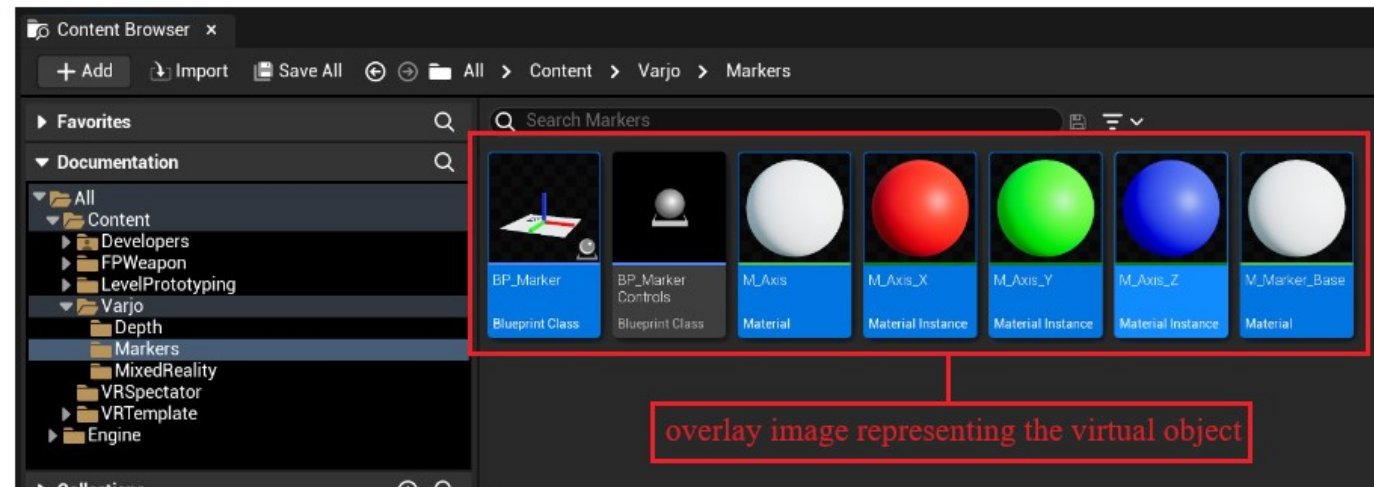 Content Browser ×
+ Add Import Save All All > Content > Varjo > Markers
Favorites
Search Markers
Documentation
All
Content
Developers
FPWeapon
LevelPrototyping
Varjo
Depth
Markers
MixedReality
VRSpectator
VRTemplate
Engine
BP_Marker
Blueprint Class
BP_Marker
Controls
Blueprint Class
M_Axis
Material
M_Axis_X
Material Instance
M_Axis_Y
Material Instance
M_Axis_Z
Material Instance
M_Marker_Base
Material
overlay image representing the virtual object